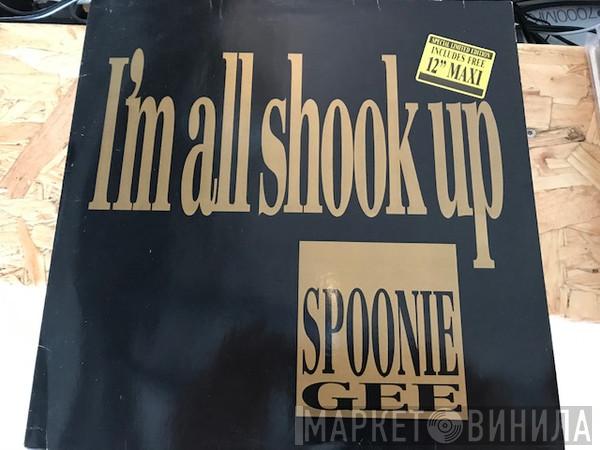 SPECIAL LIMITED EDITION
INCLUDES FREE
12" MAXI
I'm all shook up
SPOONIE
GEE
МАРКЕТ ВИНИЛА